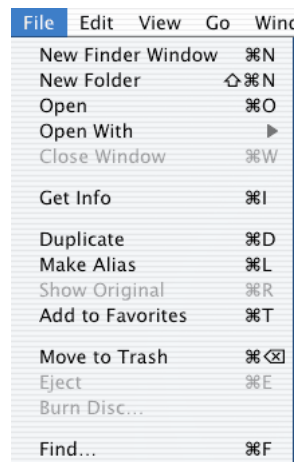 File Edit View Go Wind
New Finder Window ⌘N
New Folder ⇧⌘N
Open ⌘O
Open With ▶
Close Window ⌘W
Get Info ⌘I
Duplicate ⌘D
Make Alias ⌘L
Show Original ⌘R
Add to Favorites ⌘T
Move to Trash ⌘⌫
Eject ⌘E
Burn Disc...
Find... ⌘F